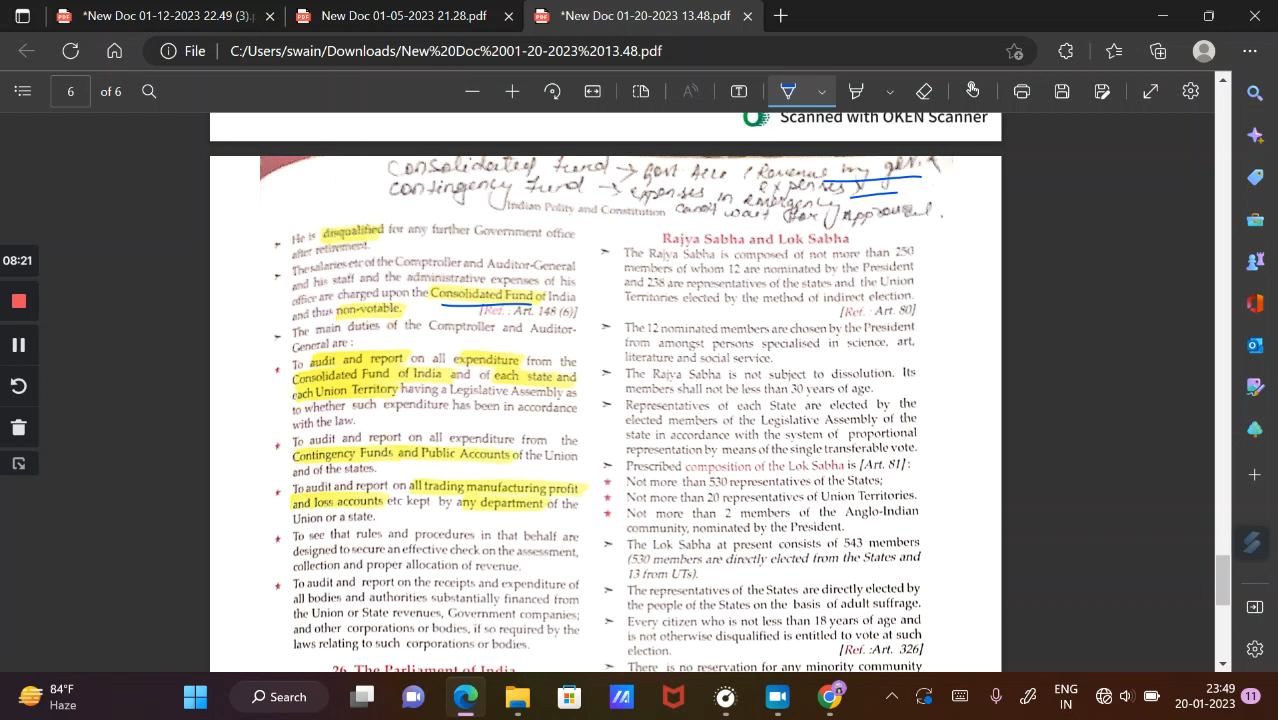 *New Doc 01-12-2023 22.49 (3).p
New Doc 01-05-2023 21.28.pdf
*New Doc 01-20-2023 13.48.pdf
File
C:/Users/swain/Downloads/New%20Doc%2001-20-2023%2013.48.pdf
6 of 6
Scanned with OKEN Scanner
Consolidated Fund → Govt Acc (Revenue
expenses
Contingency Fund → expenses in emergency
Indian Polity and Constitution can't wait for Approval.
He is disqualified for any further Government office
after retirement.
The salaries etc of the Comptroller and Auditor-General
and his staff and the administrative expenses of his
office are charged upon the Consolidated Fund of India
and thus non-votable. [Ref. : Art. 148 (6)]
The main duties of the Comptroller and Auditor-
General are :
To audit and report on all expenditure from the
Consolidated Fund of India and of each state and
each Union Territory having a Legislative Assembly as
to whether such expenditure has been in accordance
with the law.
To audit and report on all expenditure from the
Contingency Funds and Public Accounts of the Union
and of the states.
To audit and report on all trading manufacturing profit
and loss accounts etc kept by any department of the
Union or a state.
To see that rules and procedures in that behalf are
designed to secure an effective check on the assessment,
collection and proper allocation of revenue.
To audit and report on the receipts and expenditure of
all bodies and authorities substantially financed from
the Union or State revenues, Government companies;
and other corporations or bodies, if so required by the
laws relating to such corporations or bodies.
26. The Parliament of India
Rajya Sabha and Lok Sabha
The Rajya Sabha is composed of not more than 250
members of whom 12 are nominated by the President
and 238 are representatives of the states and the Union
Territories elected by the method of indirect election.
[Ref. : Art. 80]
The 12 nominated members are chosen by the President
from amongst persons specialised in science, art,
literature and social service.
The Rajya Sabha is not subject to dissolution. Its
members shall not be less than 30 years of age.
Representatives of each State are elected by the
elected members of the Legislative Assembly of the
state in accordance with the system of proportional
representation by means of the single transferable vote.
Prescribed composition of the Lok Sabha is [Art. 81] :
Not more than 530 representatives of the States;
Not more than 20 representatives of Union Territories.
Not more than 2 members of the Anglo-Indian
community, nominated by the President.
The Lok Sabha at present consists of 543 members
(530 members are directly elected from the States and
13 from UTs).
The representatives of the States are directly elected by
the people of the States on the basis of adult suffrage.
Every citizen who is not less than 18 years of age and
is not otherwise disqualified is entitled to vote at such
election. [Ref. :Art. 326]
There is no reservation for any minority community
08:21
84°F
Haze
Search
ENG
IN
23:49
20-01-2023
11